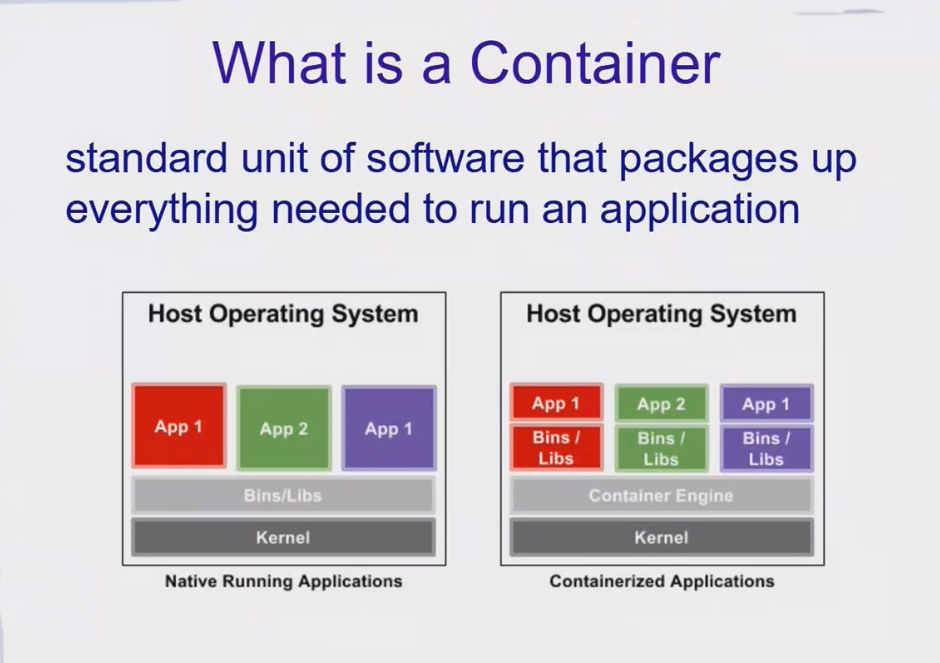 What is a Container
standard unit of software that packages up
everything needed to run an application
Host Operating System
App 1
App 2
App 1
Bins/Libs
Kernel
Native Running Applications
Host Operating System
App 1
App 2
App 1
Bins /
Libs
Bins /
Libs
Bins /
Libs
Container Engine
Kernel
Containerized Applications